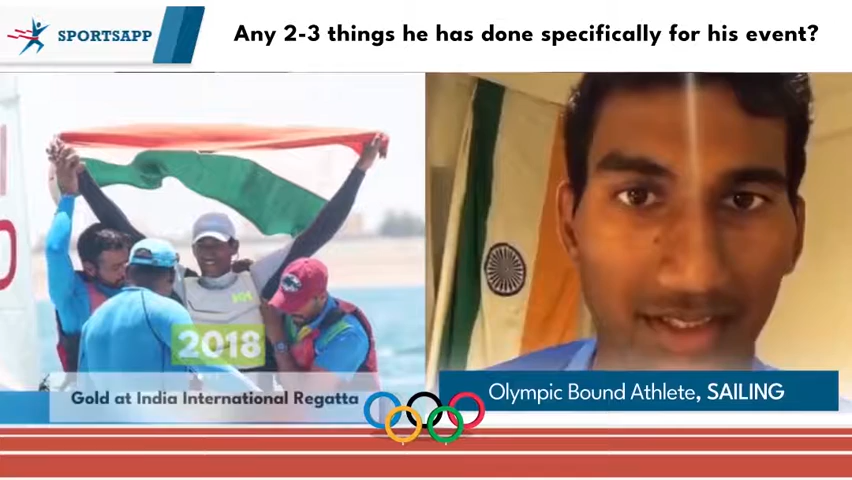 SPORTSAPP
Any 2-3 things he has done specifically for his event?
2018
Gold at India International Regatta
Olympic Bound Athlete, SAILING